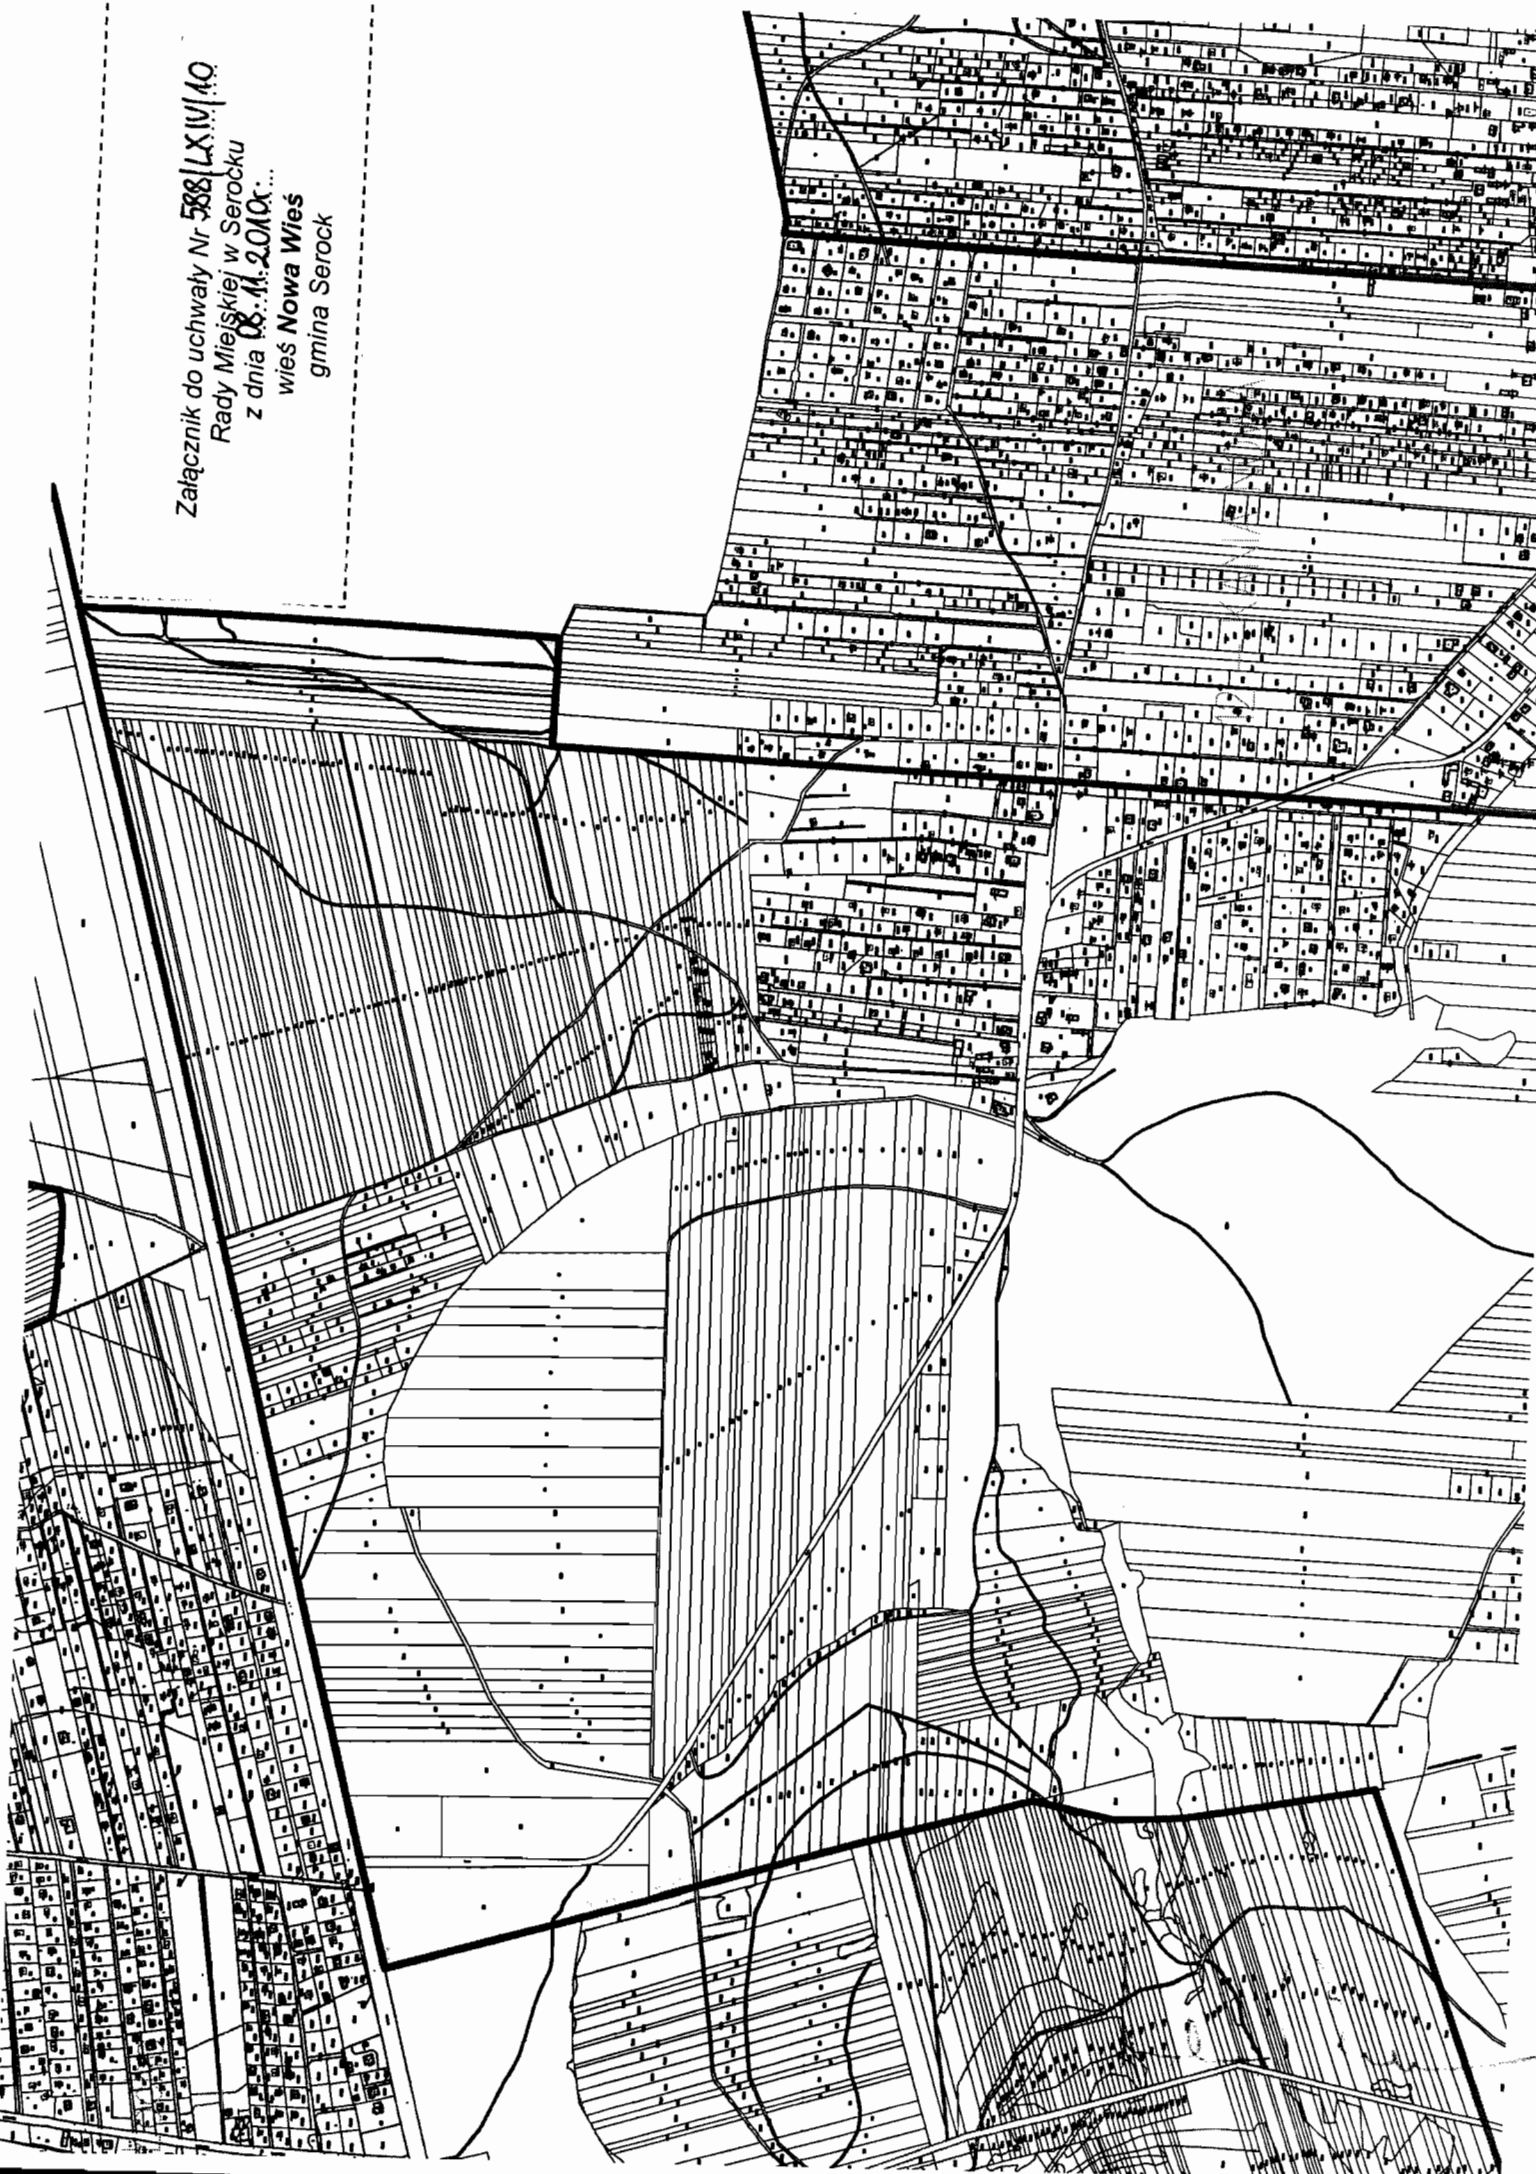 Załącznik do uchwały Nr 588/LXIV/10
Rady Miejskiej w Serocku
z dnia 08.11.2010r.
wieś Nowa Wieś
gmina Serock